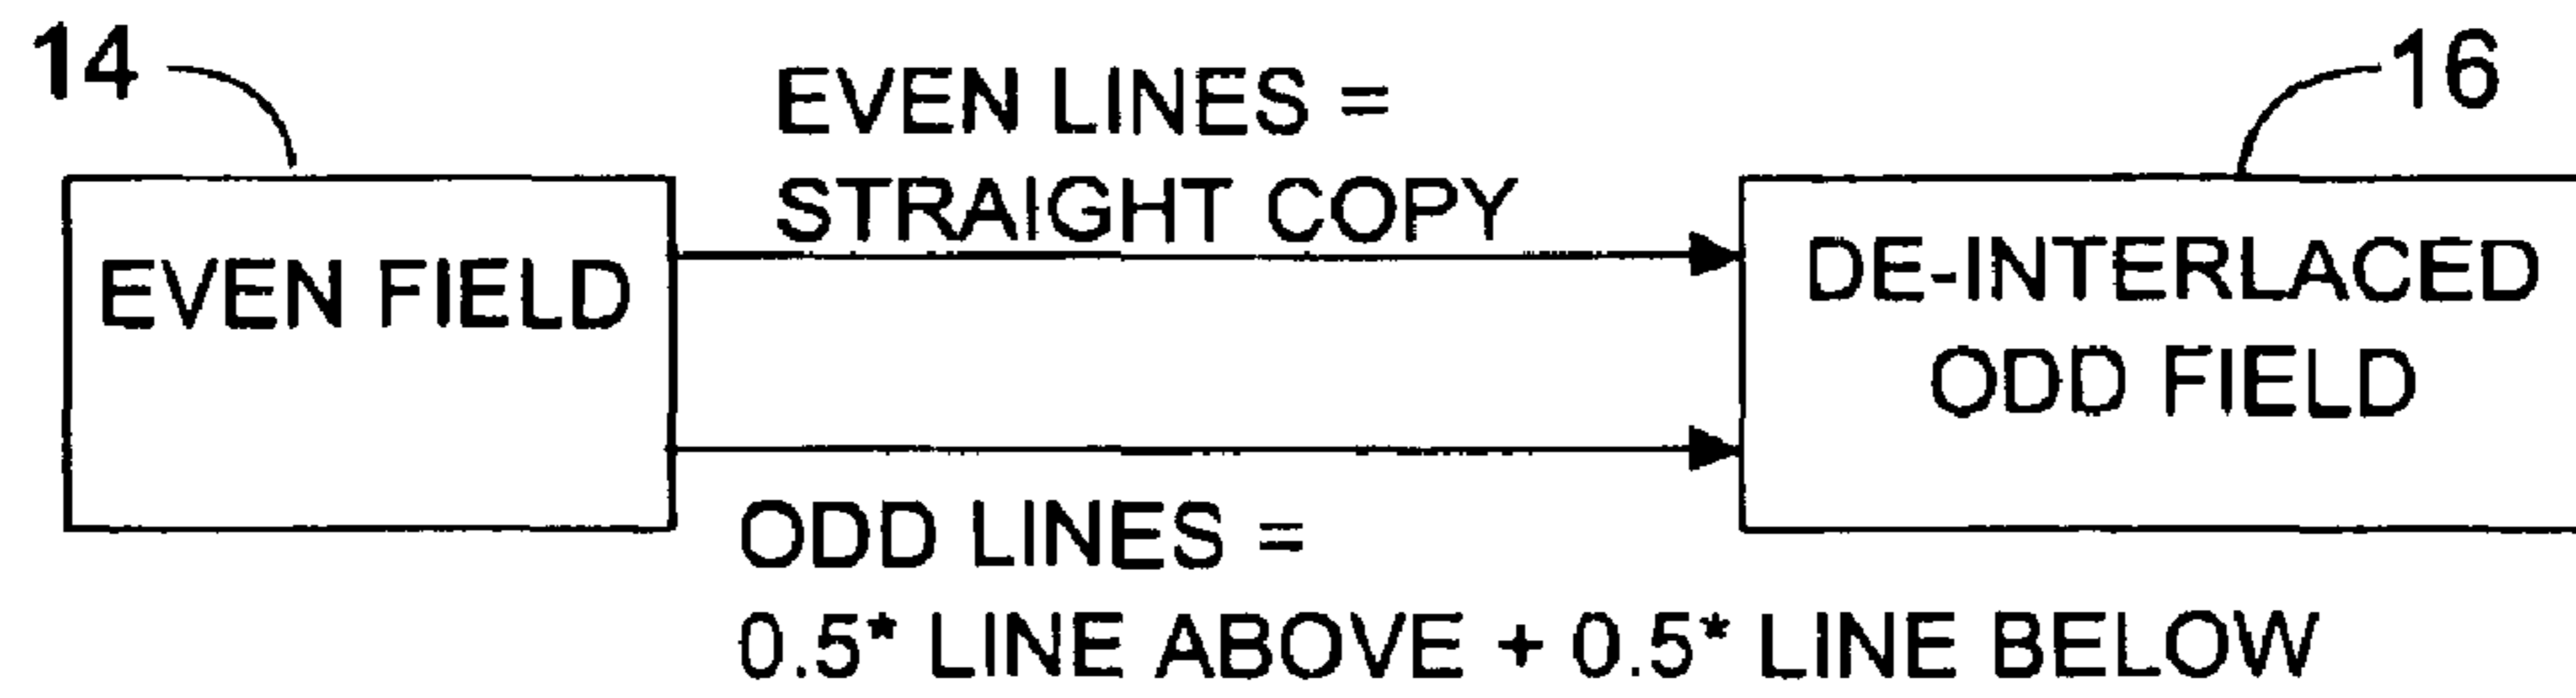 14
EVEN LINES =
STRAIGHT COPY
16
EVEN FIELD
DE-INTERLACED
ODD FIELD
ODD LINES =
0.5* LINE ABOVE + 0.5* LINE BELOW